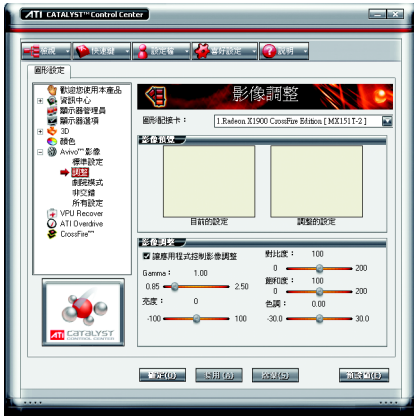 ATI CATALYST™ Control Center
檢視
快速鍵
設定檔
喜好設定
說明
圖形設定
歡迎您使用本產品
資訊中心
顯示器管理員
顯示器選項
3D
顏色
Avivo™ 影像
標準設定
調整
劇院模式
非交錯
所有設定
VPU Recover
ATI Overdrive
CrossFire™
ATI CATALYST
CONTROL CENTER
影像調整
圖形配接卡：
1.Radeon X1900 CrossFire Edition [ MX151T-2 ]
影像預覽
目前的設定
調整的設定
影像調整
讓應用程式控制影像調整
Gamma： 1.00
0.85 2.50
亮度： 0
-100 100
對比度： 100
0 200
飽和度： 100
0 200
色調： 0.00
-30.0 30.0
確定(O)
套用 (A)
預設值(D)